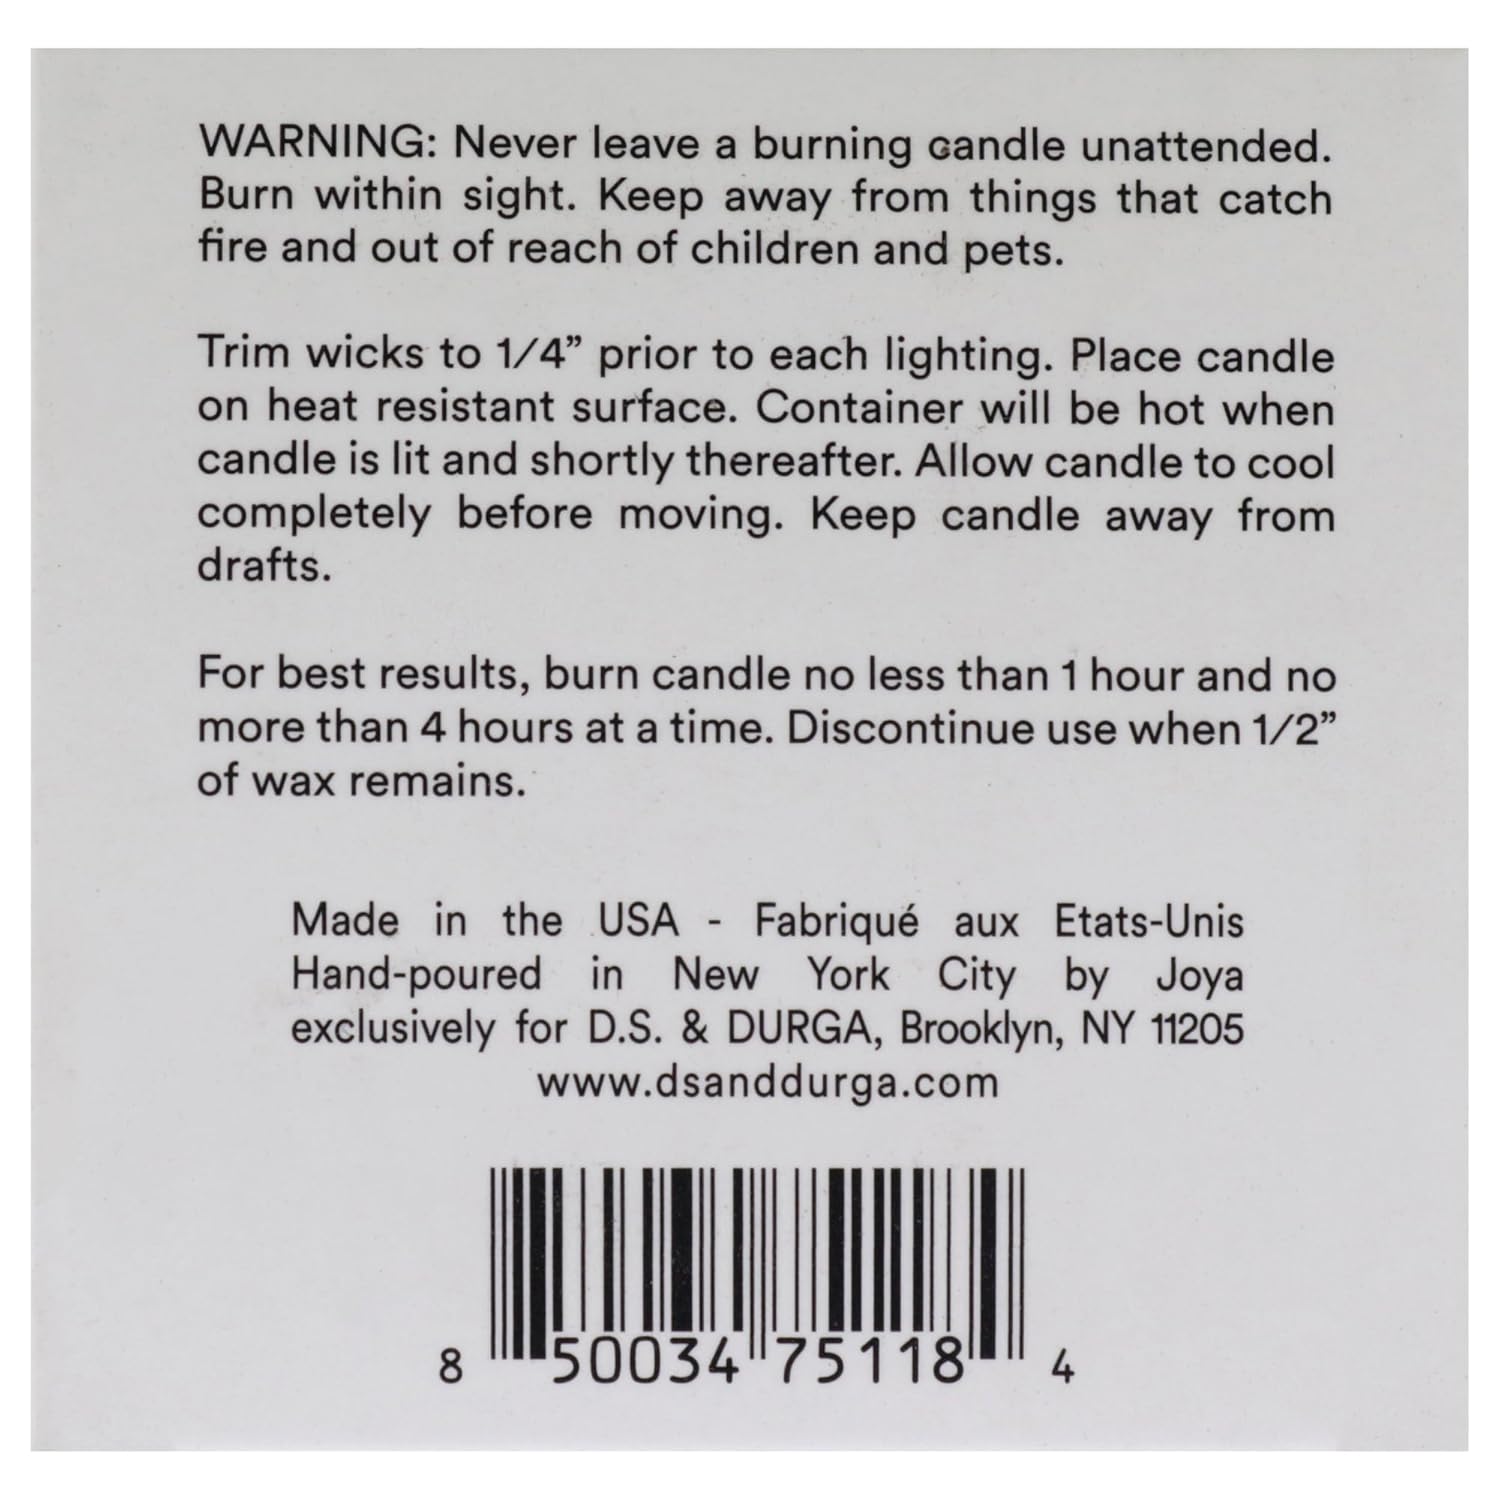 WARNING: Never leave a burning candle unattended.
Burn within sight. Keep away from things that catch
fire and out of reach of children and pets.
Trim wicks to 1/4” prior to each lighting. Place candle
on heat resistant surface. Container will be hot when
candle is lit and shortly thereafter. Allow candle to cool
completely before moving. Keep candle away from
drafts.
For best results, burn candle no less than 1 hour and no
more than 4 hours at a time. Discontinue use when 1/2”
of wax remains.
Made in the USA - Fabriqué aux Etats-Unis
Hand-poured in New York City by Joya
exclusively for D.S. & DURGA, Brooklyn, NY 11205
www.dsanddurga.com
8 50034 75118 4